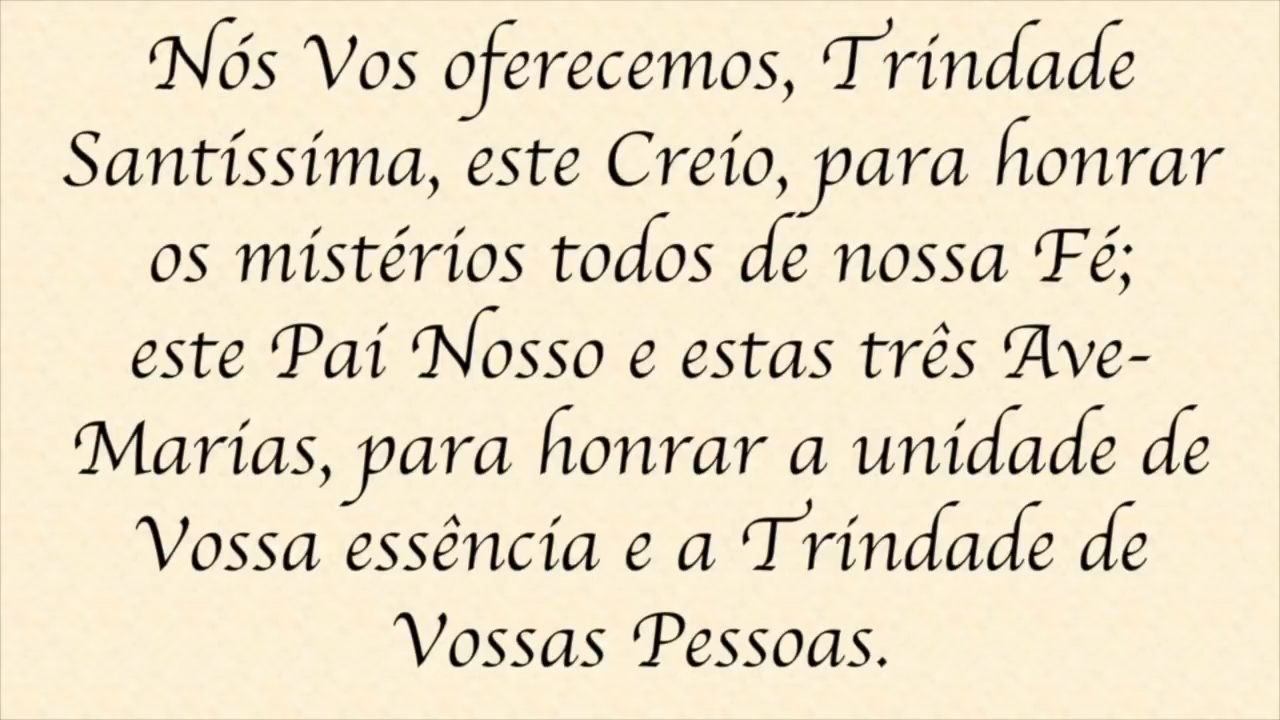 Nós Vos oferecemos, Trindade
Santíssima, este Creio, para honrar
os mistérios todos de nossa Fé;
este Pai Nosso e estas três Ave-
Marias, para honrar a unidade de
Vossa essência e a Trindade de
Vossas Pessoas.